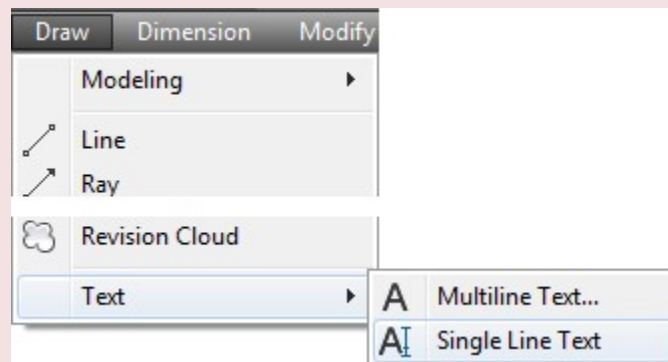 Draw Dimension Modify
Modeling
Line
Ray
Revision Cloud
Text
Multiline Text...
Single Line Text